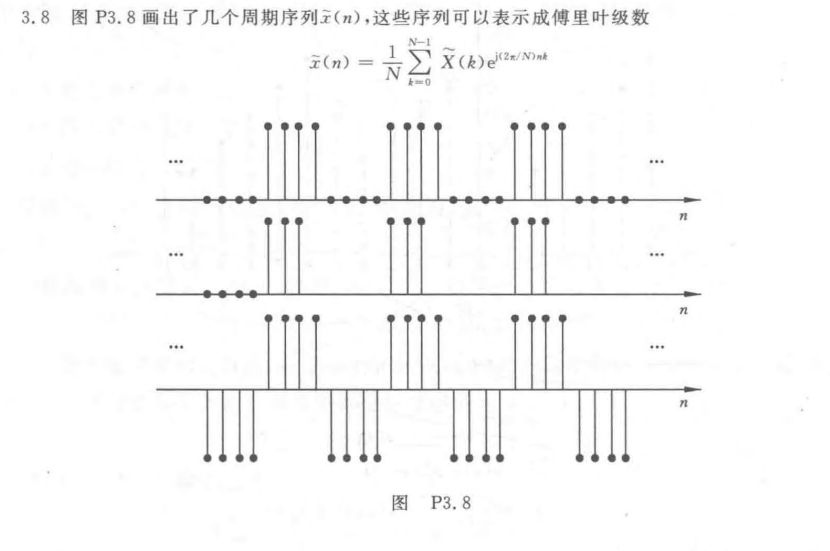 3.8 图 P3.8 画出了几个周期序列x̃(n),这些序列可以表示成傅里叶级数
x̃(n) = 1/N ∑_{k=0}^{N-1} X̃(k)e^{j(2π/N)nk}
... ...
n
... ...
n
... ...
n
图 P3.8